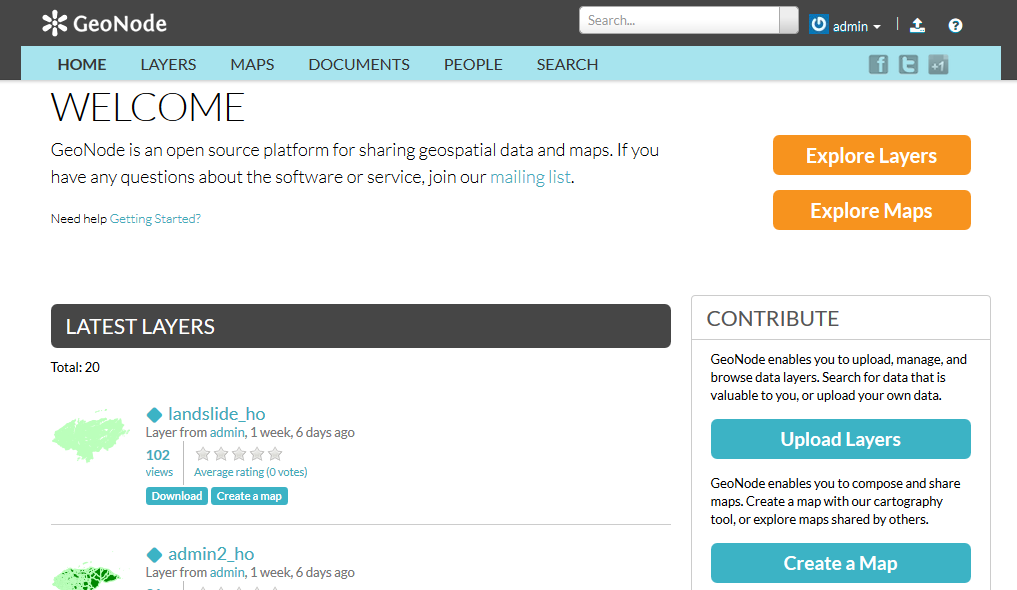 GeoNode
Search...
admin
HOME LAYERS MAPS DOCUMENTS PEOPLE SEARCH
f t +1
WELCOME
GeoNode is an open source platform for sharing geospatial data and maps. If you
have any questions about the software or service, join our mailing list.
Need help Getting Started?
Explore Layers
Explore Maps
LATEST LAYERS
Total: 20
landslide_ho
Layer from admin, 1 week, 6 days ago
102
views
Average rating (0 votes)
Download Create a map
admin2_ho
Layer from admin, 1 week, 6 days ago
CONTRIBUTE
GeoNode enables you to upload, manage, and
browse data layers. Search for data that is
valuable to you, or upload your own data.
Upload Layers
GeoNode enables you to compose and share
maps. Create a map with our cartography
tool, or explore maps shared by others.
Create a Map